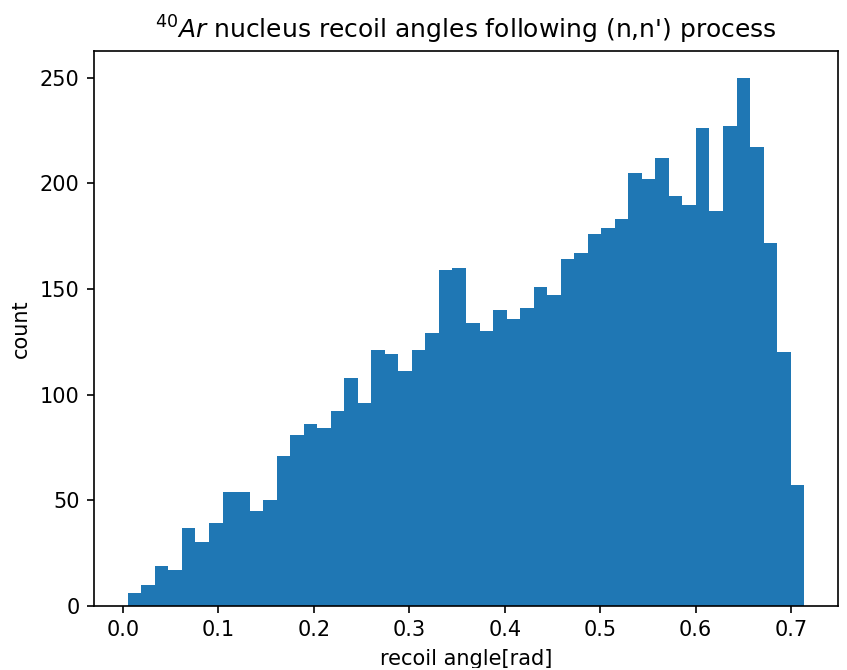 ⁴⁰Ar nucleus recoil angles following (n,n') process
250
200
150
100
50
0
count
0.0 0.1 0.2 0.3 0.4 0.5 0.6 0.7
recoil angle[rad]